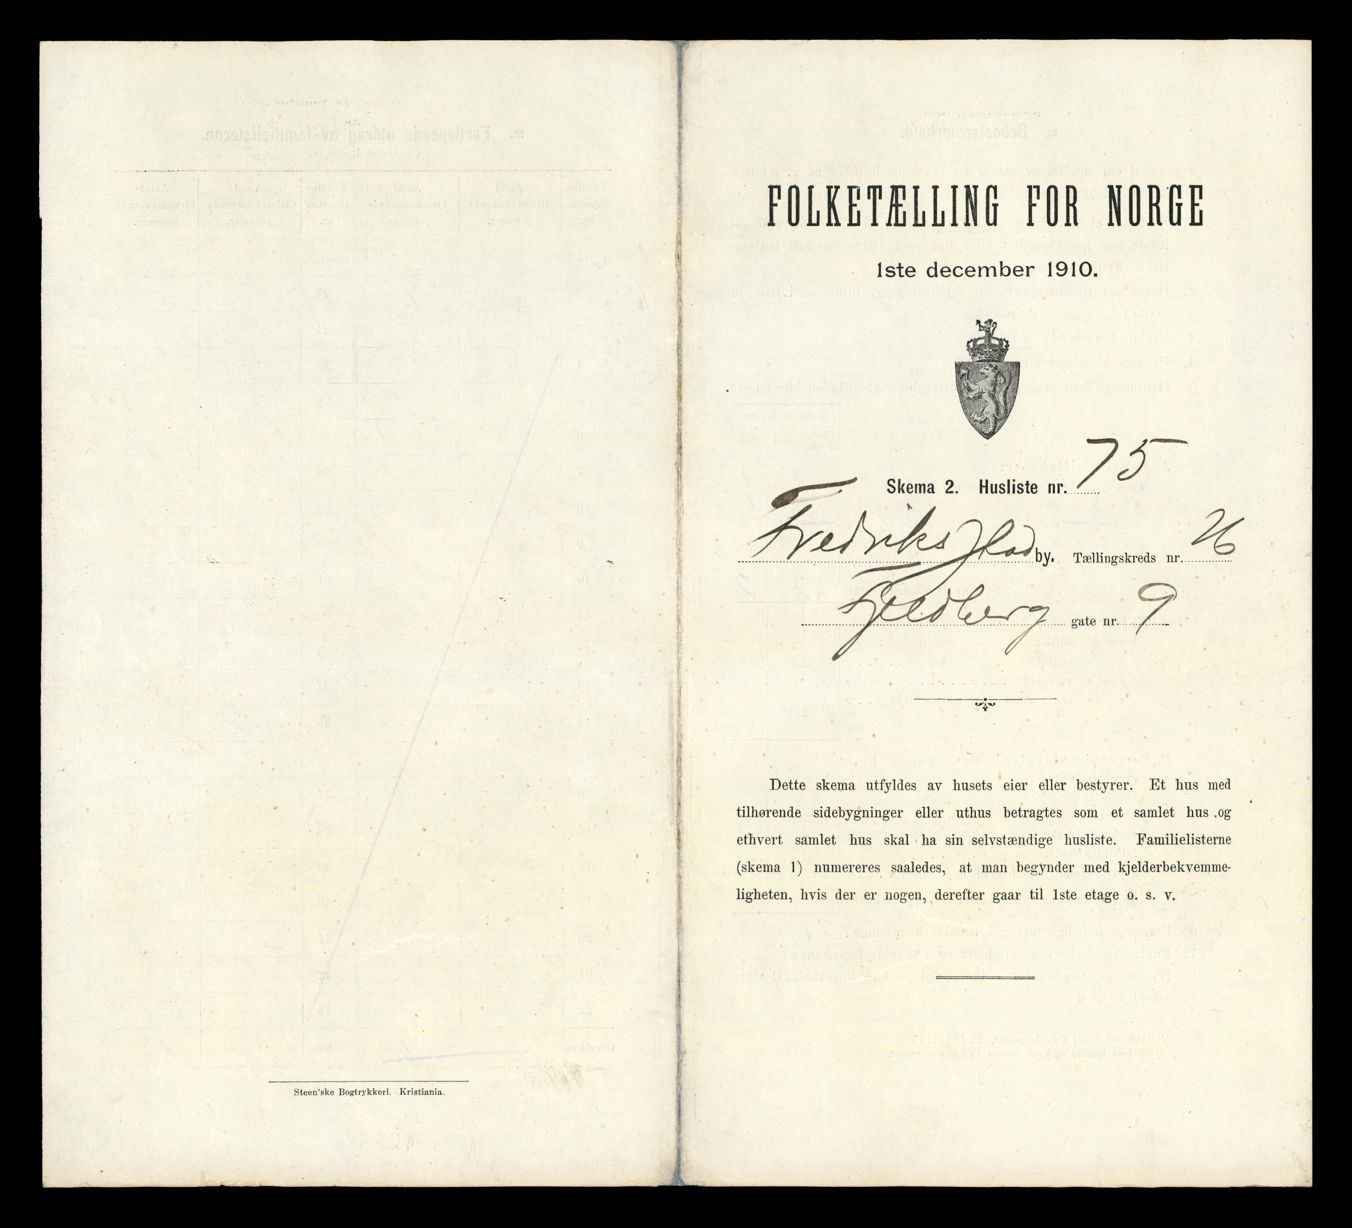 FOLKETÆLLING FOR NORGE
1ste december 1910.
Skema 2. Husliste nr. 75
Fredrikshadby. Tællingskreds nr. 26
Fjeldberg gate nr. 9
Dette skema utfyldes av husets eier eller bestyrer. Et hus med
tilhørende sidebygninger eller uthus betragtes som et samlet hus og
ethvert samlet hus skal ha sin selvstændige husliste. Familielisterne
(skema 1) numereres saaledes, at man begynder med kjelderbekvemme-
ligheten, hvis der er nogen, derefter gaar til 1ste etage o. s. v.
Steen'ske Bogtrykkeri. Kristiania.